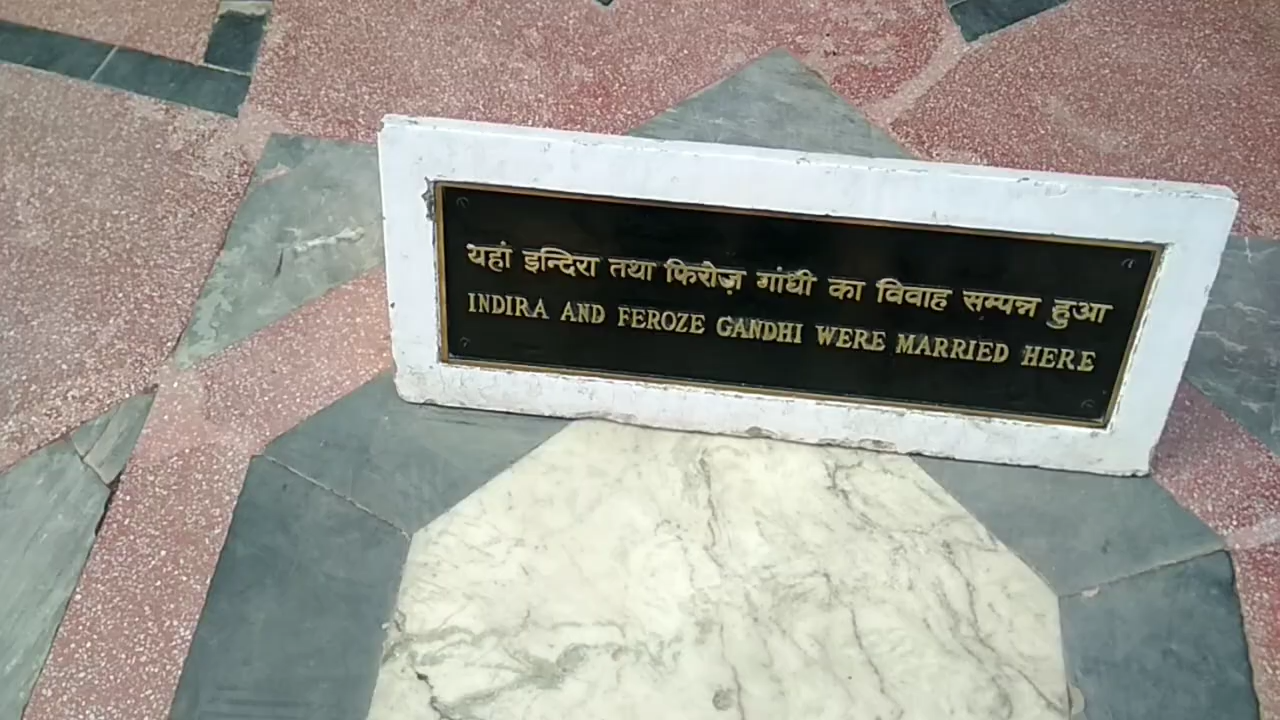 यहां इन्दिरा तथा फिरोज़ गांधी का विवाह सम्पन्न हुआ
INDIRA AND FEROZE GANDHI WERE MARRIED HERE